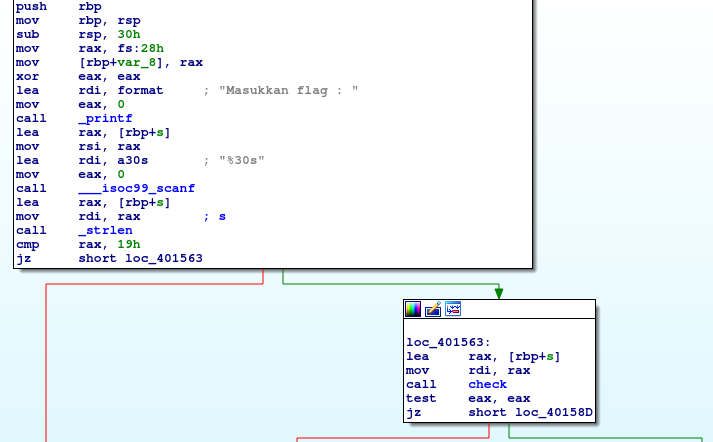 push rbp
mov rbp, rsp
sub rsp, 30h
mov rax, fs:28h
mov [rbp+var_8], rax
xor eax, eax
lea rdi, format ; "Masukkan flag : "
mov eax, 0
call _printf
lea rax, [rbp+s]
mov rsi, rax
lea rdi, a30s ; "%30s"
mov eax, 0
call ___isoc99_scanf
lea rax, [rbp+s]
mov rdi, rax ; s
call _strlen
cmp rax, 19h
jz short loc_401563
loc_401563:
lea rax, [rbp+s]
mov rdi, rax
call check
test eax, eax
jz short loc_40158D